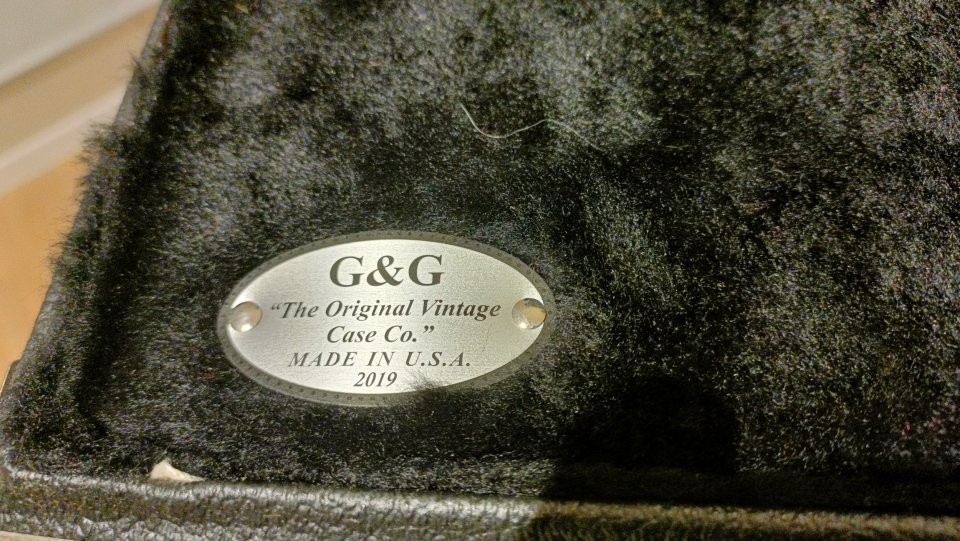 G&G
“The Original Vintage
Case Co.”
MADE IN U.S.A.
2019